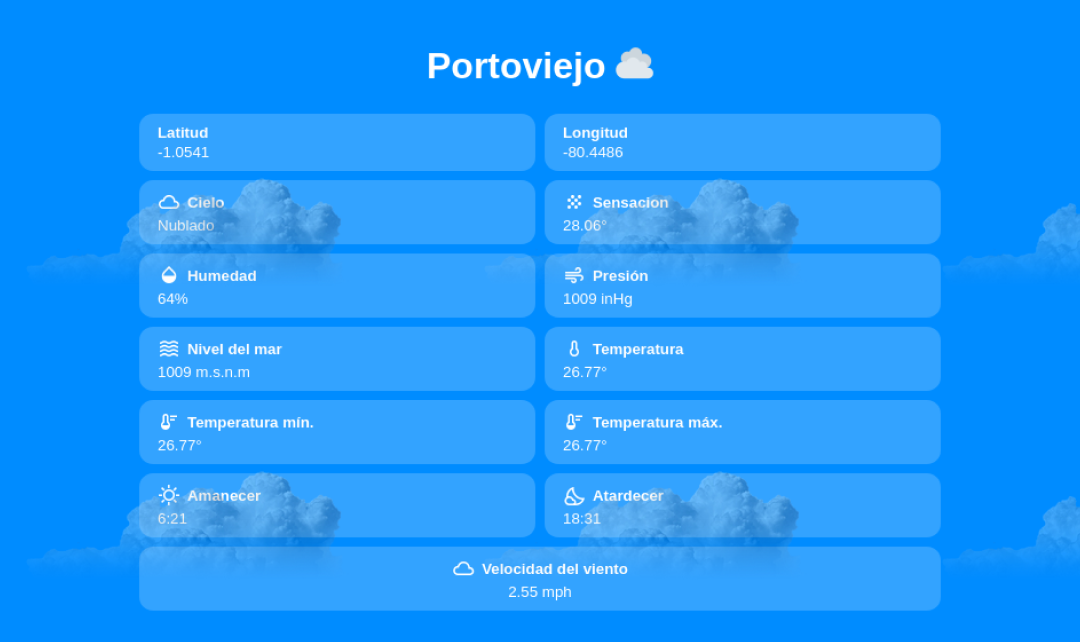 Portoviejo
Latitud
-1.0541
Longitud
-80.4486
Cielo
Nublado
Sensacion
28.06°
Humedad
64%
Presión
1009 inHg
Nivel del mar
1009 m.s.n.m
Temperatura
26.77°
Temperatura mín.
26.77°
Temperatura máx.
26.77°
Amanecer
6:21
Atardecer
18:31
Velocidad del viento
2.55 mph